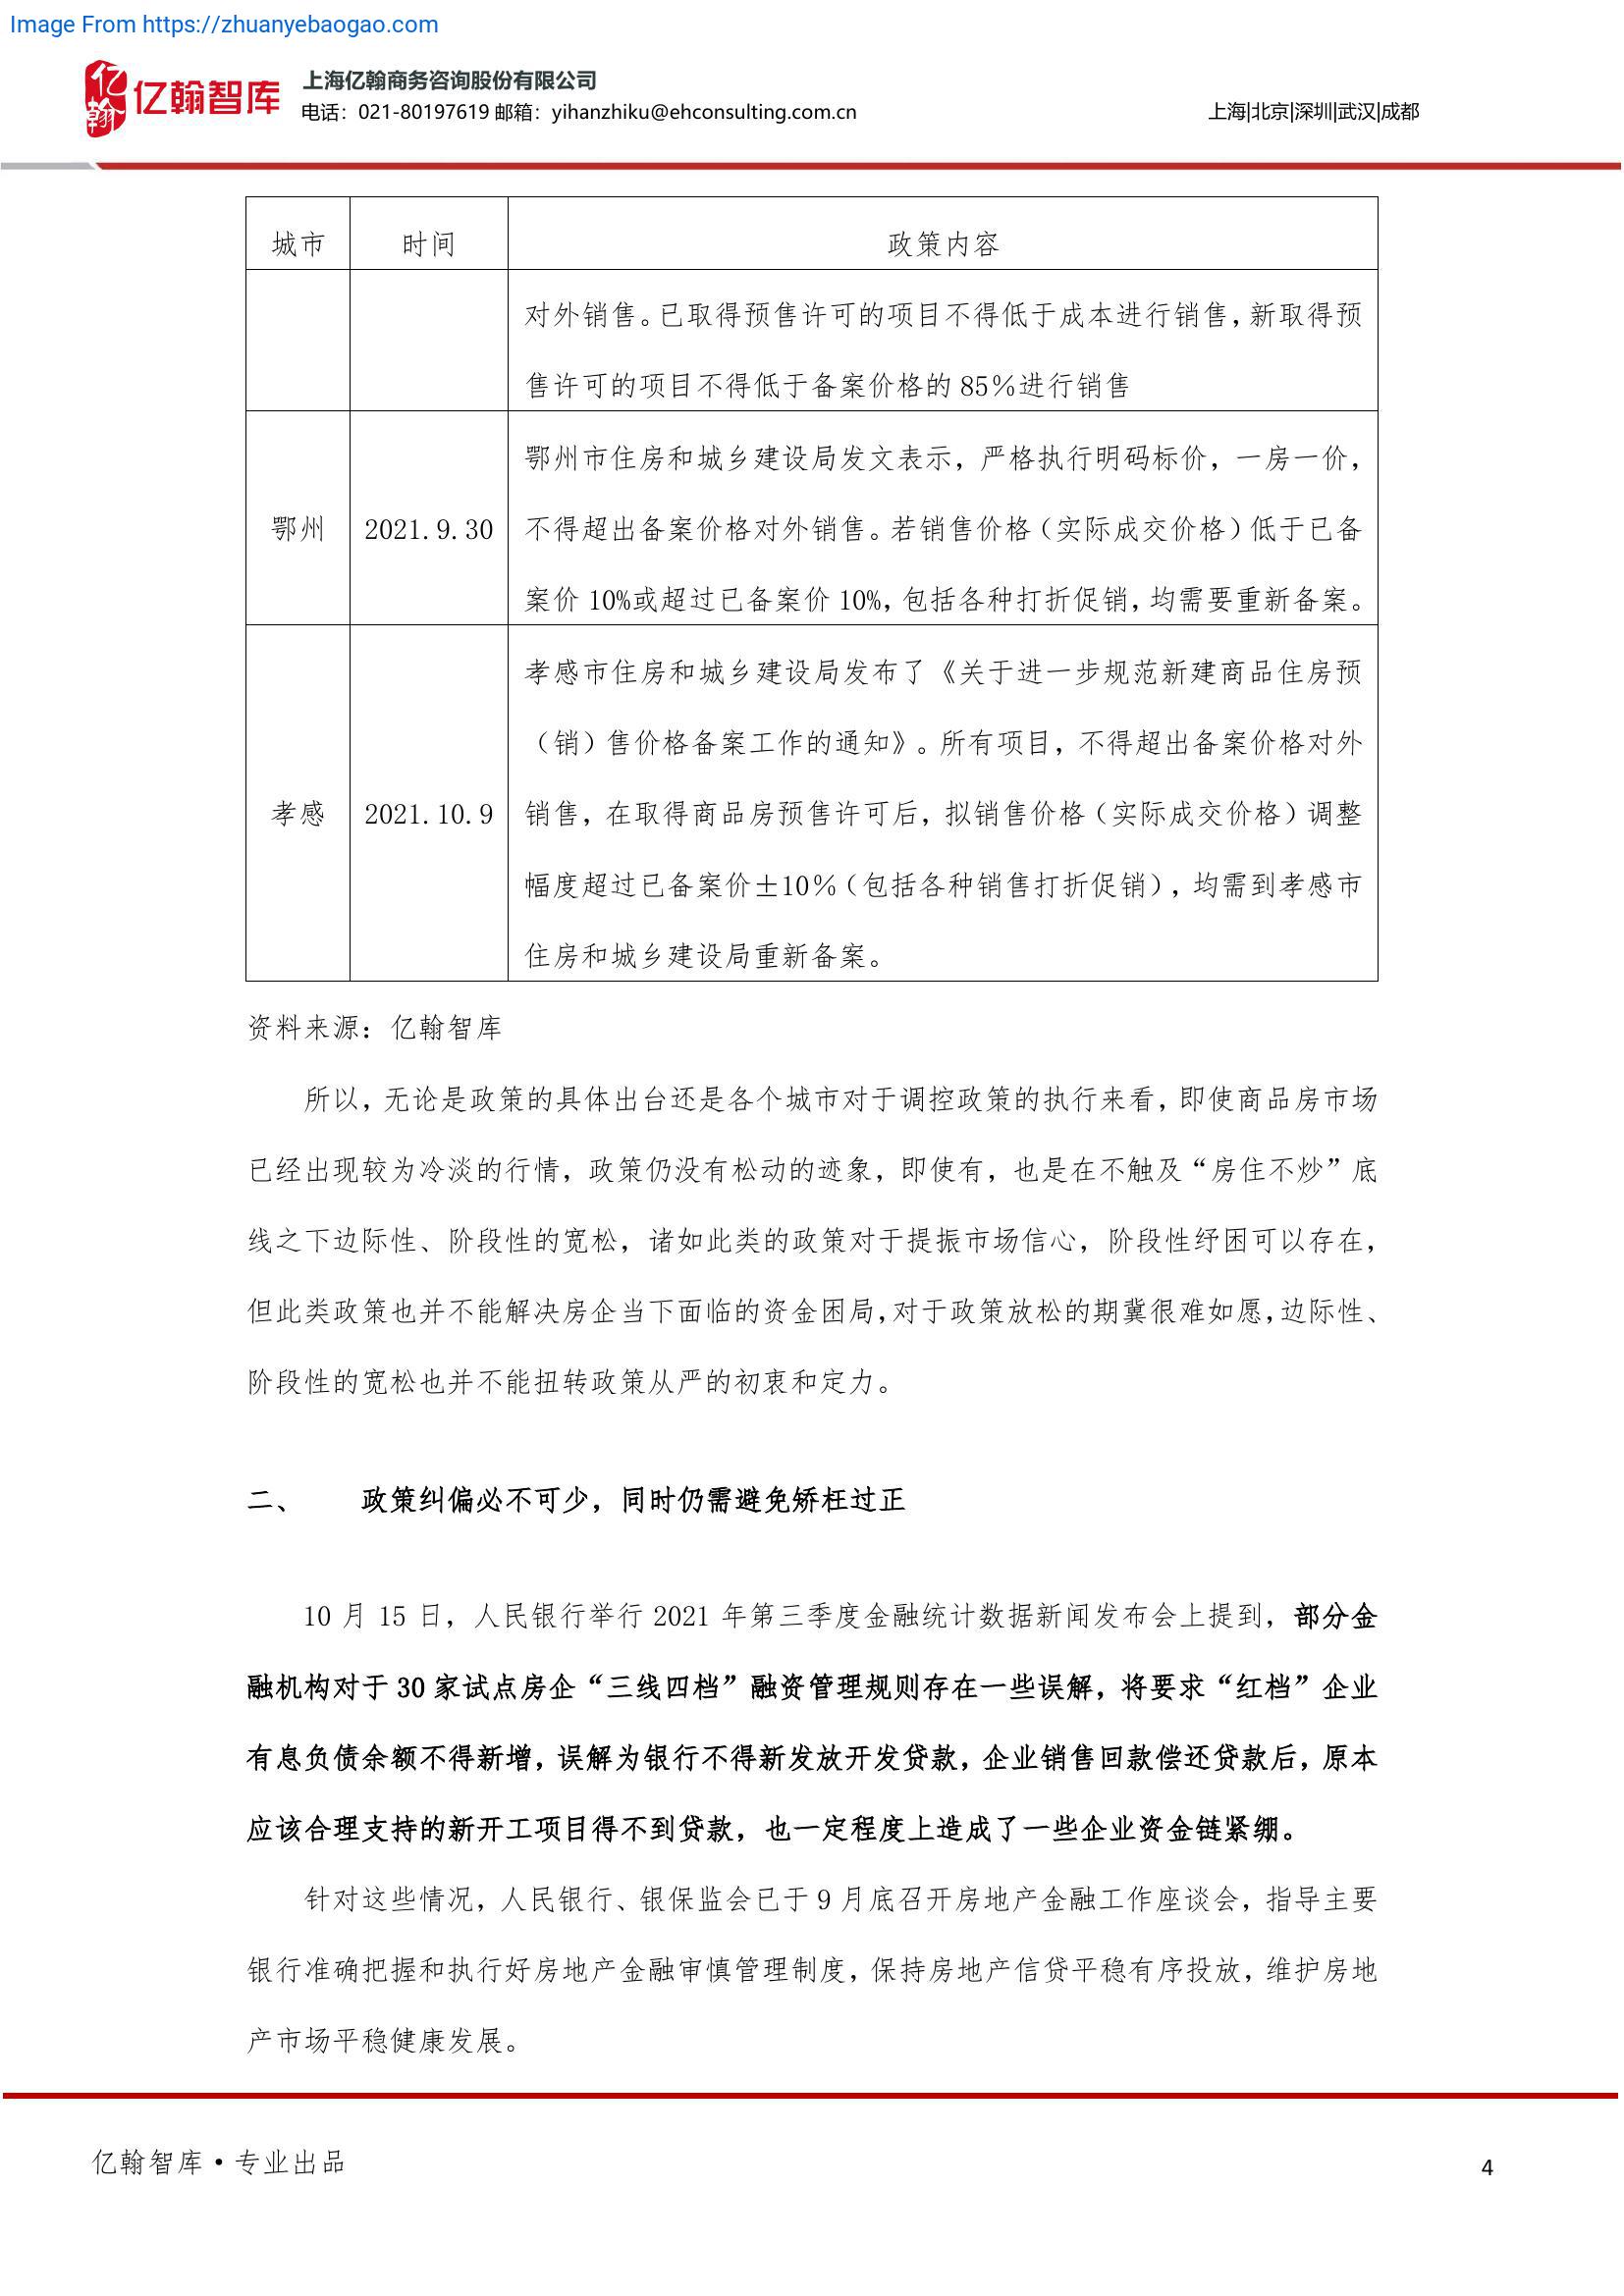 Image From https://zhuanyebaogao.com
亿翰
亿翰智库
上海亿翰商务咨询股份有限公司
电话：021-80197619 邮箱：yihanzhiku@ehconsulting.com.cn
上海|北京|深圳|武汉|成都
城市 时间 政策内容
对外销售。已取得预售许可的项目不得低于成本进行销售，新取得预
售许可的项目不得低于备案价格的 85％进行销售
鄂州市住房和城乡建设局发文表示，严格执行明码标价，一房一价，
鄂州 2021.9.30 不得超出备案价格对外销售。若销售价格（实际成交价格）低于已备
案价 10%或超过已备案价 10%，包括各种打折促销，均需要重新备案。
孝感市住房和城乡建设局发布了《关于进一步规范新建商品住房预
（销）售价格备案工作的通知》。所有项目，不得超出备案价格对外
孝感 2021.10.9 销售，在取得商品房预售许可后，拟销售价格（实际成交价格）调整
幅度超过已备案价±10％（包括各种销售打折促销），均需到孝感市
住房和城乡建设局重新备案。
资料来源：亿翰智库
所以，无论是政策的具体出台还是各个城市对于调控政策的执行来看，即使商品房市场
已经出现较为冷淡的行情，政策仍没有松动的迹象，即使有，也是在不触及“房住不炒”底
线之下边际性、阶段性的宽松，诸如此类的政策对于提振市场信心，阶段性纾困可以存在，
但此类政策也并不能解决房企当下面临的资金困局，对于政策放松的期冀很难如愿，边际性、
阶段性的宽松也并不能扭转政策从严的初衷和定力。
二、 政策纠偏必不可少，同时仍需避免矫枉过正
10 月 15 日，人民银行举行 2021 年第三季度金融统计数据新闻发布会上提到，部分金
融机构对于 30 家试点房企“三线四档”融资管理规则存在一些误解，将要求“红档”企业
有息负债余额不得新增，误解为银行不得新发放开发贷款，企业销售回款偿还贷款后，原本
应该合理支持的新开工项目得不到贷款，也一定程度上造成了一些企业资金链紧绷。
针对这些情况，人民银行、银保监会已于 9 月底召开房地产金融工作座谈会，指导主要
银行准确把握和执行好房地产金融审慎管理制度，保持房地产信贷平稳有序投放，维护房地
产市场平稳健康发展。
亿翰智库·专业出品
4